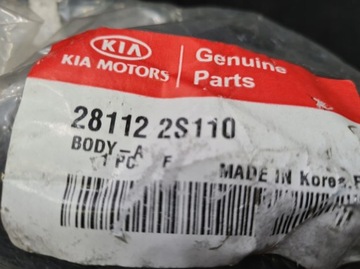 KIA
KIA MOTORS
Genuine
Parts
28112 2S110
BODY-A
1 PC F
MADE IN Korea